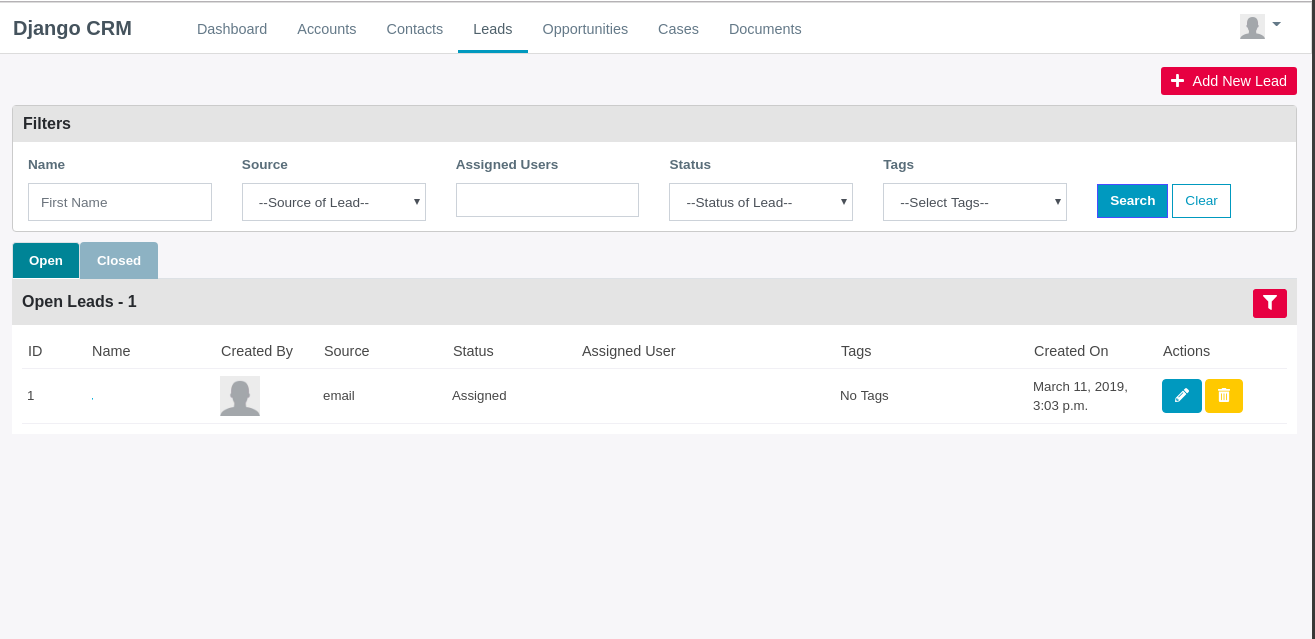 Django CRM Dashboard Accounts Contacts Leads Opportunities Cases Documents
Add New Lead
Filters
Name Source Assigned Users Status Tags
First Name --Source of Lead-- --Status of Lead-- --Select Tags-- Search Clear
Open Closed
Open Leads - 1
ID Name Created By Source Status Assigned User Tags Created On Actions
1 . email Assigned No Tags March 11, 2019,
3:03 p.m.